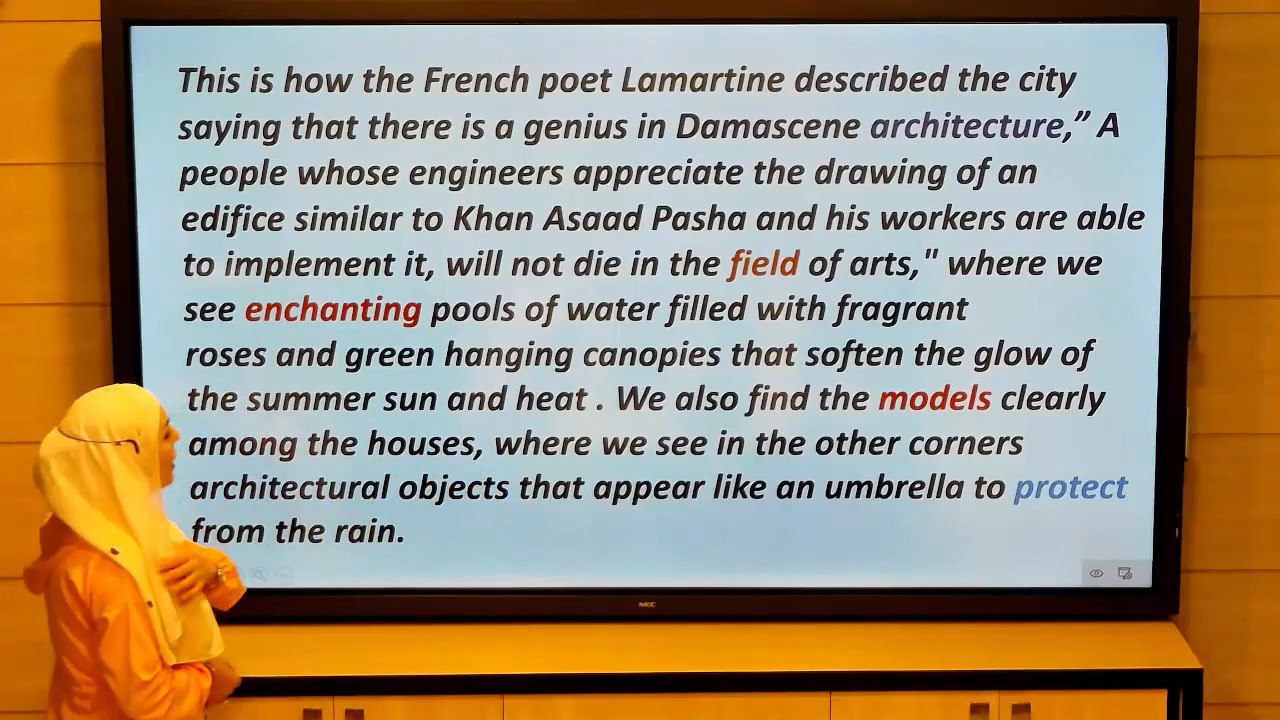 This is how the French poet Lamartine described the city
saying that there is a genius in Damascene architecture,” A
people whose engineers appreciate the drawing of an
edifice similar to Khan Asaad Pasha and his workers are able
to implement it, will not die in the field of arts," where we
see enchanting pools of water filled with fragrant
roses and green hanging canopies that soften the glow of
the summer sun and heat . We also find the models clearly
among the houses, where we see in the other corners
architectural objects that appear like an umbrella to protect
from the rain.
NEC